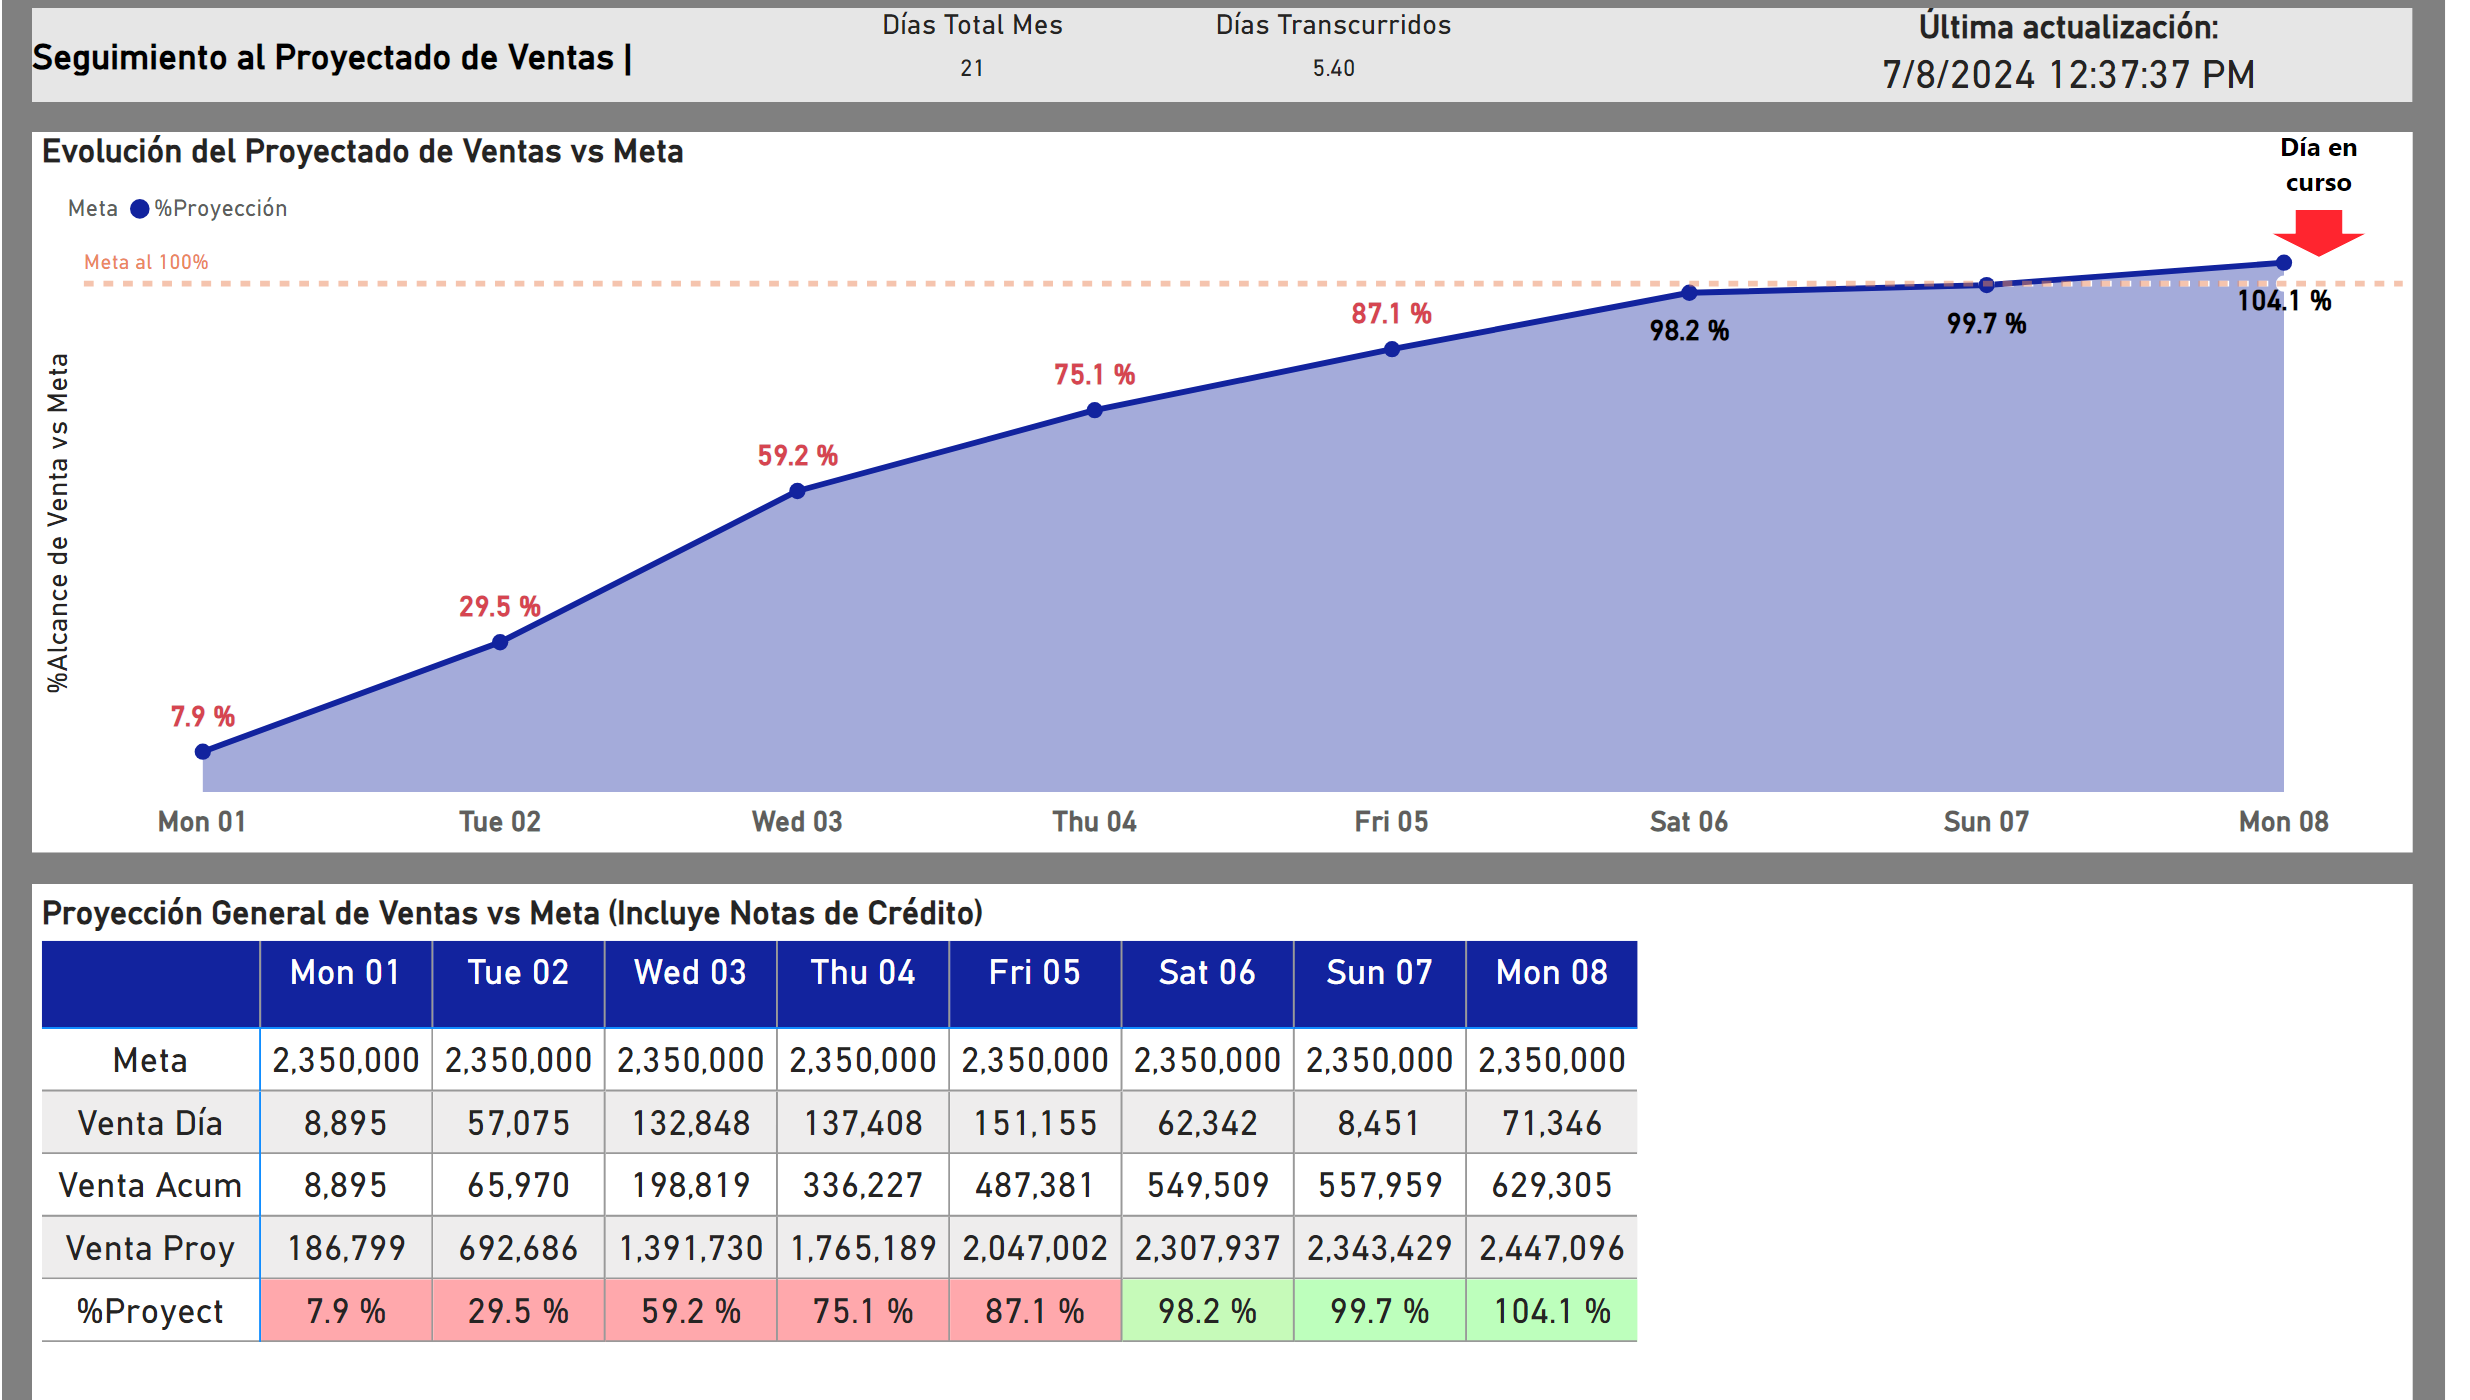 Seguimiento al Proyectado de Ventas |
Días Total Mes
21
Días Transcurridos
5.40
Última actualización:
7/8/2024 12:37:37 PM
Evolución del Proyectado de Ventas vs Meta
Día en
curso
Meta %Proyección
Meta al 100%
%Alcance de Venta vs Meta
7.9 %
29.5 %
59.2 %
75.1 %
87.1 %
98.2 %
99.7 %
104.1 %
Mon 01 Tue 02 Wed 03 Thu 04 Fri 05 Sat 06 Sun 07 Mon 08
Proyección General de Ventas vs Meta (Incluye Notas de Crédito)
Mon 01 Tue 02 Wed 03 Thu 04 Fri 05 Sat 06 Sun 07 Mon 08
Meta 2,350,000 2,350,000 2,350,000 2,350,000 2,350,000 2,350,000 2,350,000 2,350,000
Venta Día 8,895 57,075 132,848 137,408 151,155 62,342 8,451 71,346
Venta Acum 8,895 65,970 198,819 336,227 487,381 549,509 557,959 629,305
Venta Proy 186,799 692,686 1,391,730 1,765,189 2,047,002 2,307,937 2,343,429 2,447,096
%Proyect 7.9 % 29.5 % 59.2 % 75.1 % 87.1 % 98.2 % 99.7 % 104.1 %